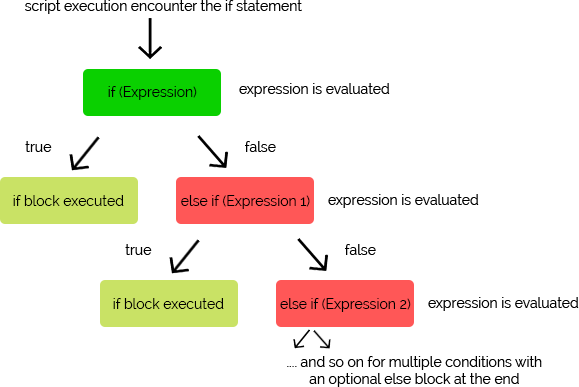 script execution encounter the if statement
if (Expression)
expression is evaluated
true
false
if block executed
else if (Expression 1)
expression is evaluated
true
false
if block executed
else if (Expression 2)
expression is evaluated
.... and so on for multiple conditions with
an optional else block at the end